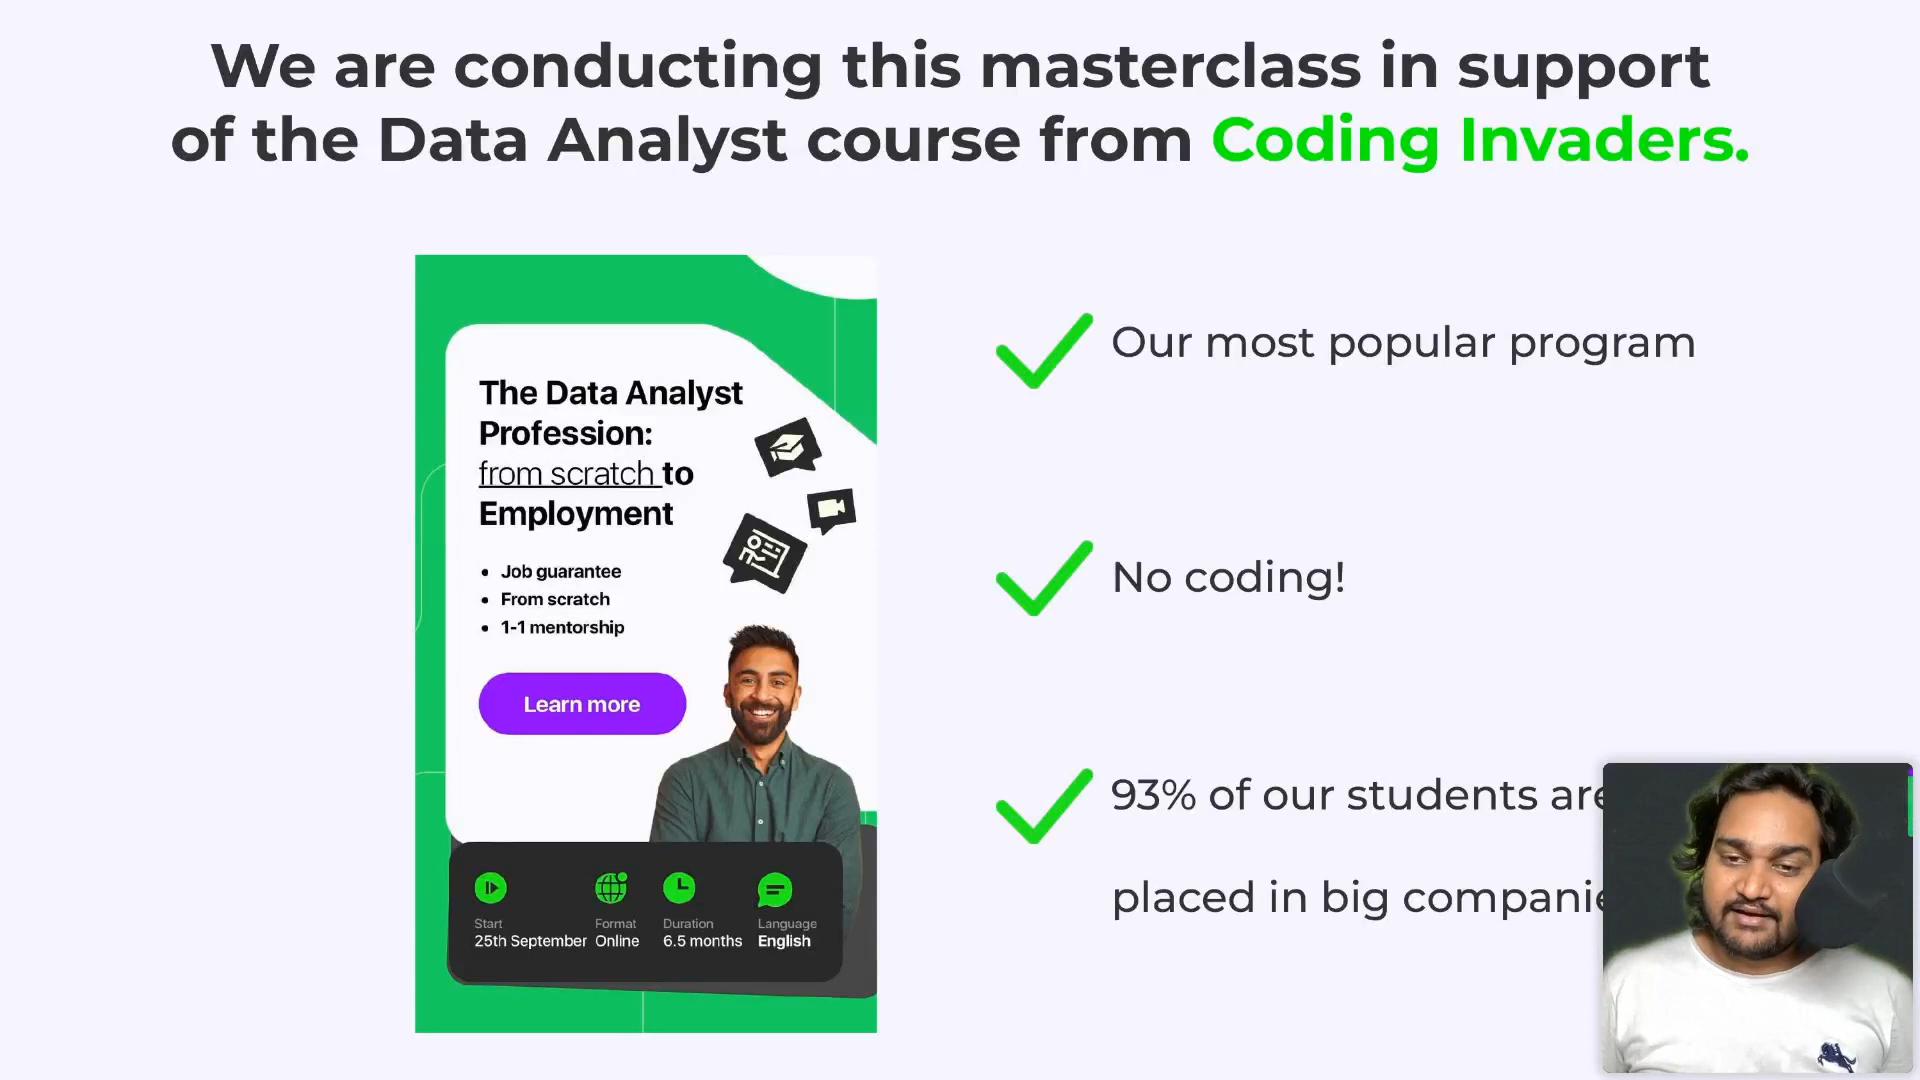 We are conducting this masterclass in support
of the Data Analyst course from Coding Invaders.
The Data Analyst
Profession:
from scratch to
Employment
• Job guarantee
• From scratch
• 1-1 mentorship
Learn more
Start
25th September
Format
Online
Duration
6.5 months
Language
English
Our most popular program
No coding!
93% of our students are
placed in big